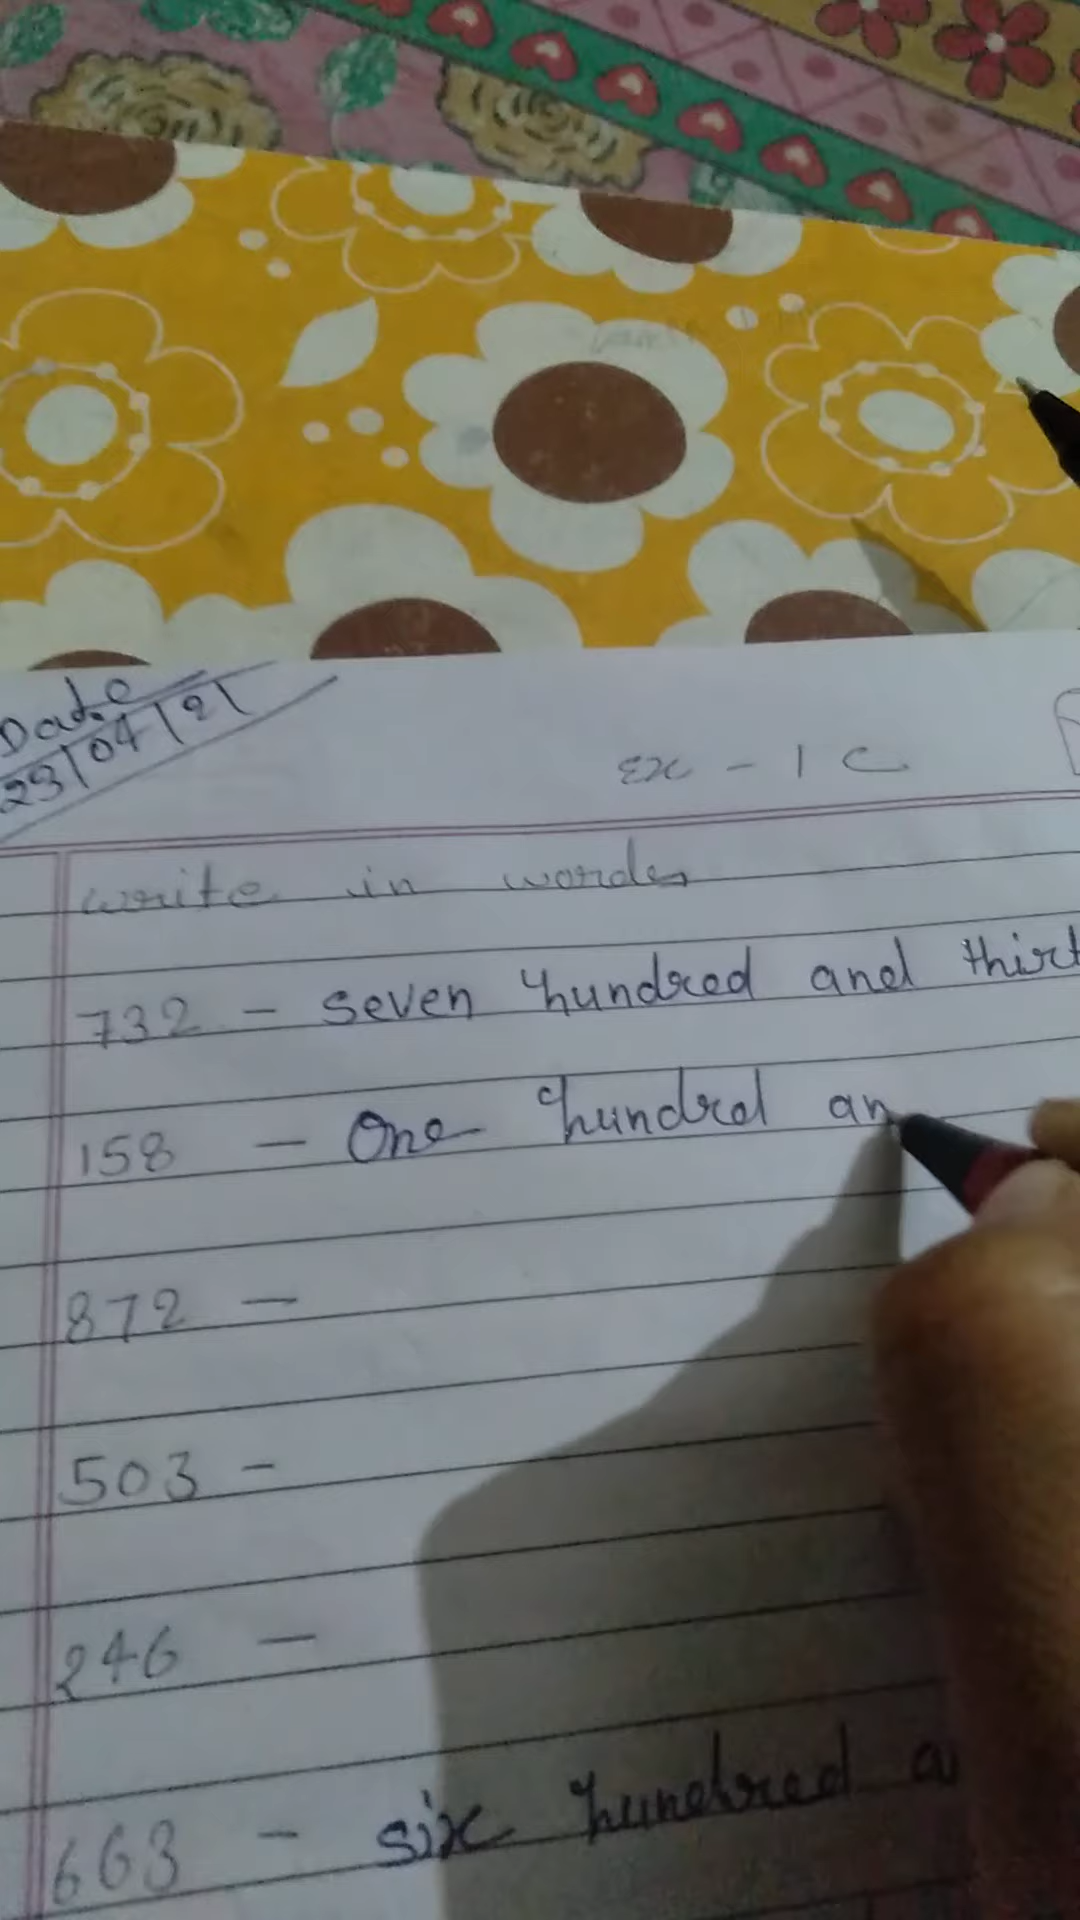 Date
23/04/21
Ex - 1 C
write in words
732 - seven hundred and thirt
158 - One hundred an
872 -
503 -
246 -
663 - six hundred a